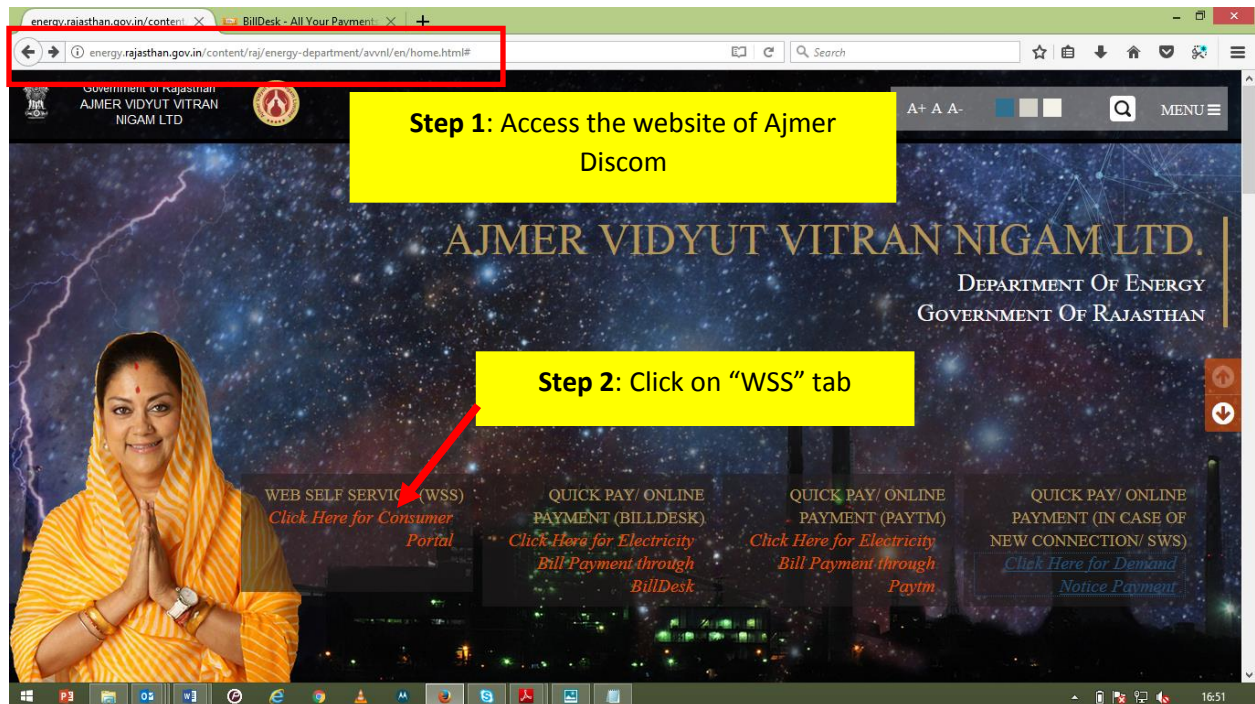 energy.rajasthan.gov.in/content
BillDesk - All Your Payments
energy.rajasthan.gov.in/content/raj/energy-department/avvnl/en/home.html#
Search
Government of Rajasthan
AJMER VIDYUT VITRAN
NIGAM LTD
A+ A A-
MENU
Step 1: Access the website of Ajmer
Discom
AJMER VIDYUT VITRAN NIGAM LTD.
DEPARTMENT OF ENERGY
GOVERNMENT OF RAJASTHAN
Step 2: Click on “WSS” tab
WEB SELF SERVICE (WSS)
Click Here for Consumer
Portal
QUICK PAY/ ONLINE
PAYMENT (BILLDESK)
Click Here for Electricity
Bill Payment through
BillDesk
QUICK PAY/ ONLINE
PAYMENT (PAYTM)
Click Here for Electricity
Bill Payment through
Paytm
QUICK PAY/ ONLINE
PAYMENT (IN CASE OF
NEW CONNECTION/ SWS)
Click Here for Demand
Notice Payment
16:51